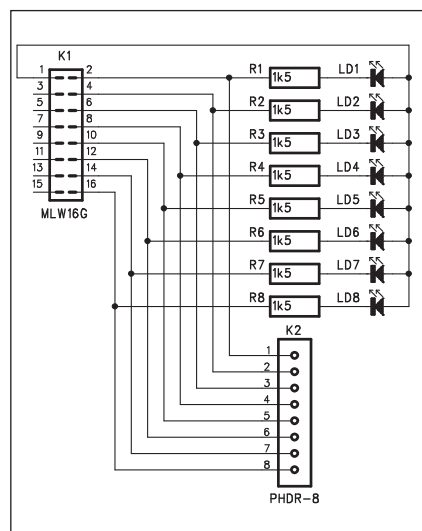 K1
1 2
3 4
5 6
7 8
9 10
11 12
13 14
15 16
MLW16G
R1 1k5 LD1
R2 1k5 LD2
R3 1k5 LD3
R4 1k5 LD4
R5 1k5 LD5
R6 1k5 LD6
R7 1k5 LD7
R8 1k5 LD8
K2
1
2
3
4
5
6
7
8
PHDR-8